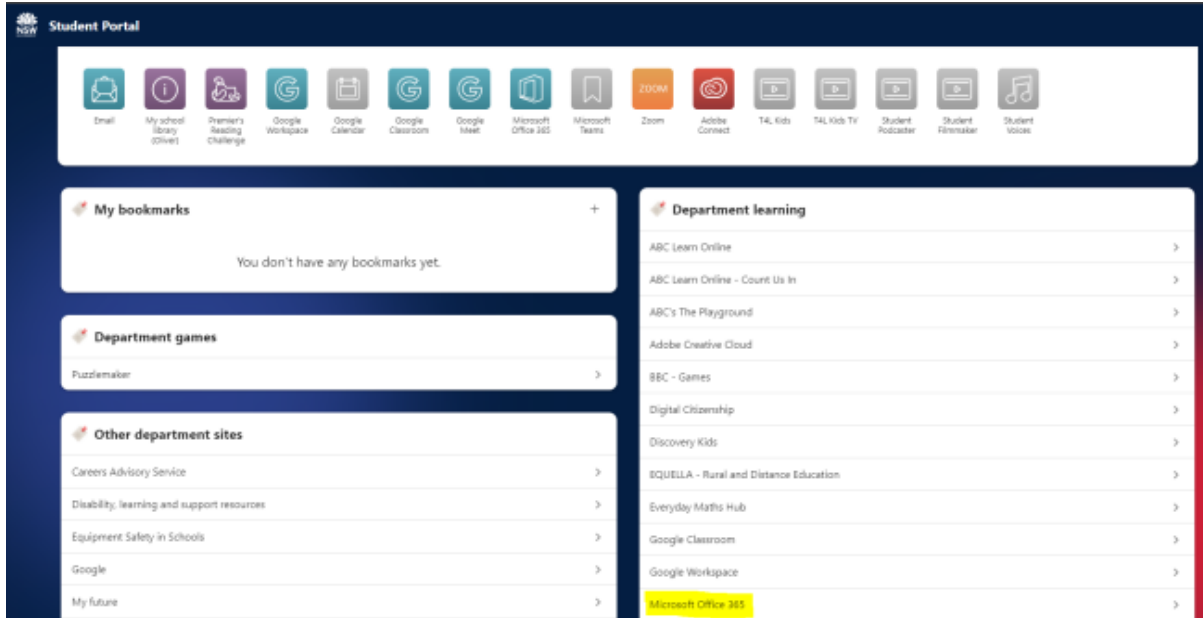 NSW Student Portal
Email
My school library (Oliver)
Premier's Reading Challenge
Google Workspace
Google Calendar
Google Classroom
Google Meet
Microsoft Office 365
Microsoft Teams
ZOOM
Zoom
Adobe Connect
T4L Kids
T4L Kids TV
Student Podcaster
Student Filmmaker
Student Voices
My bookmarks +
You don't have any bookmarks yet.
Department games
Puzzlemaker
Other department sites
Careers Advisory Service
Disability, learning and support resources
Equipment Safety in Schools
Google
My future
Department learning
ABC Learn Online
ABC Learn Online - Count Us In
ABC's The Playground
Adobe Creative Cloud
BBC - Games
Digital Citizenship
Discovery Kids
EQUELLA - Rural and Distance Education
Everyday Maths Hub
Google Classroom
Google Workspace
Microsoft Office 365